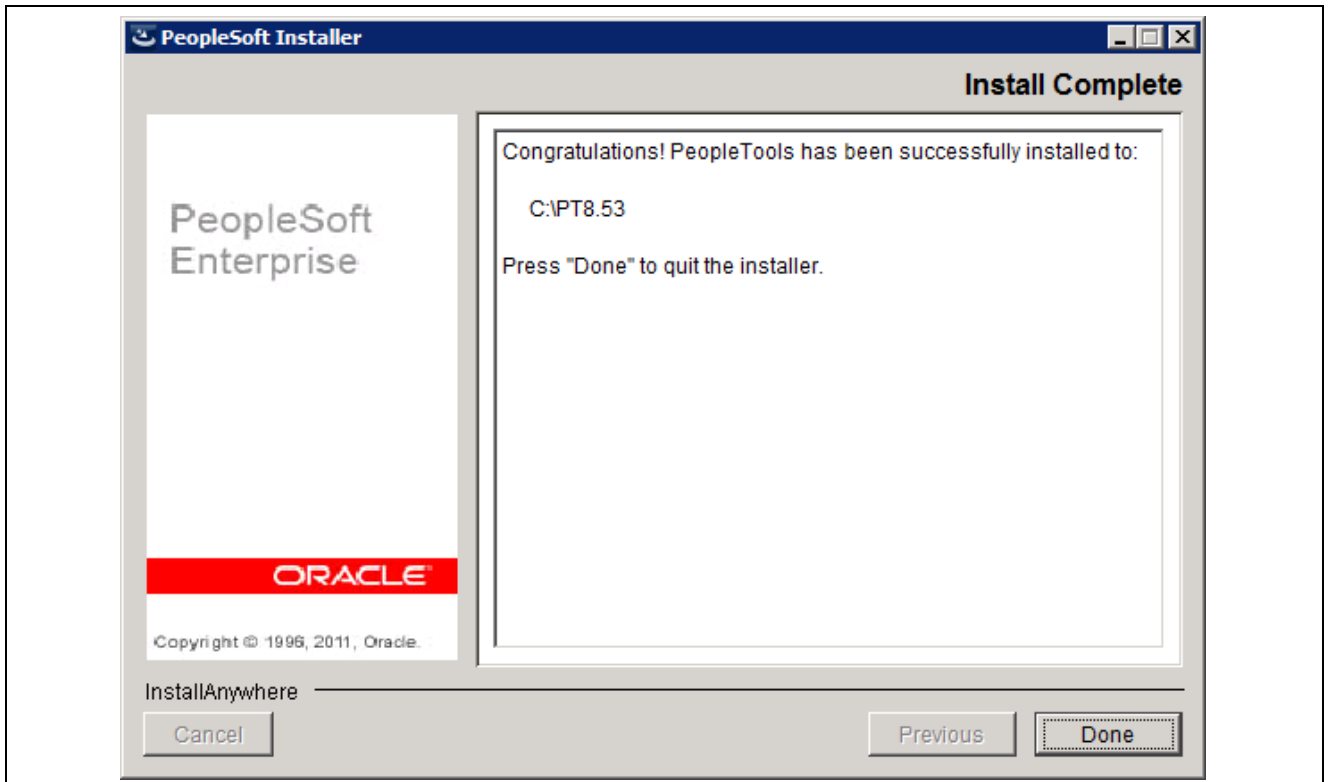 PeopleSoft Installer
Install Complete
PeopleSoft
Enterprise
ORACLE
Copyright © 1996, 2011, Oracle.
Congratulations! PeopleTools has been successfully installed to:
C:\PT8.53
Press "Done" to quit the installer.
InstallAnywhere
Cancel
Previous
Done